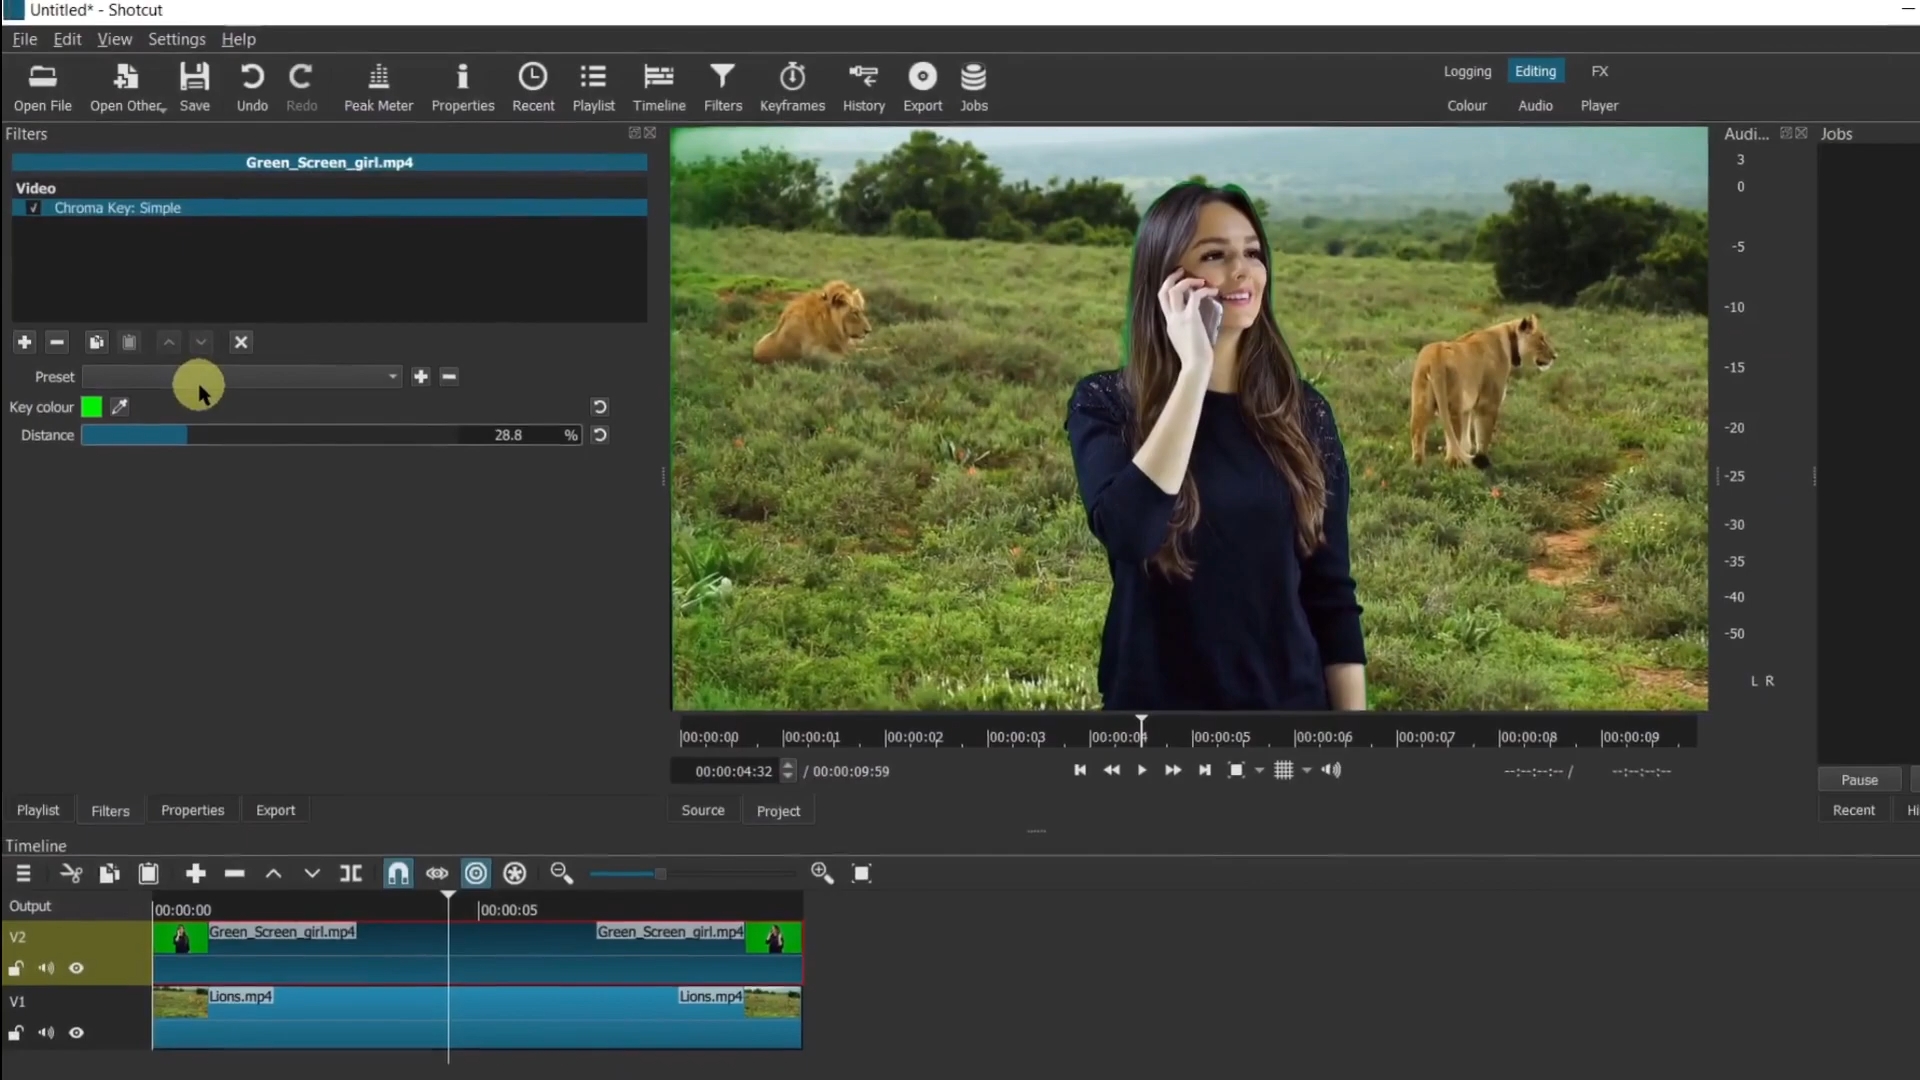 Untitled* - Shotcut
File Edit View Settings Help
Open File Open Other... Save Undo Redo Peak Meter Properties Recent Playlist Timeline Filters Keyframes History Export Jobs
Logging Editing FX
Colour Audio Player
Filters
Green_Screen_girl.mp4
Video
Chroma Key: Simple
Preset
Key colour
Distance 28.8 %
Audi... Jobs
3
0
-5
-10
-15
-20
-25
-30
-35
-40
-50
L R
00:00:00 00:00:01 00:00:02 00:00:03 00:00:04 00:00:05 00:00:06 00:00:07 00:00:08 00:00:09
00:00:04:32 / 00:00:09:59
--:--:--:-- / --:--:--:--
Pause
Playlist Filters Properties Export
Source Project
Recent Hi
Timeline
Output
00:00:00 00:00:05
V2
Green_Screen_girl.mp4 Green_Screen_girl.mp4
V1
Lions.mp4 Lions.mp4